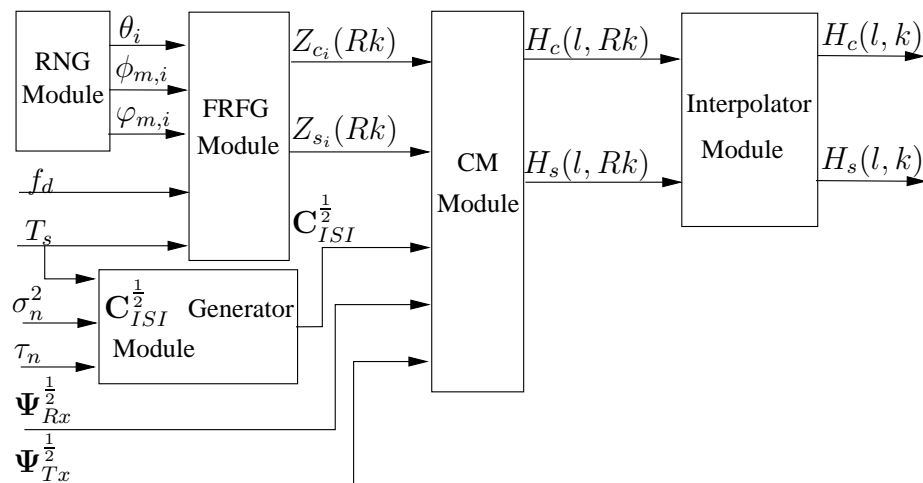 RNG
Module
θ_i
ϕ_{m,i}
φ_{m,i}
f_d
T_s
FRFG
Module
Z_{c_i}(Rk)
Z_{s_i}(Rk)
C_{ISI}^{1/2}
σ_n^2
τ_n
C_{ISI}^{1/2} Generator
Module
Ψ_{Rx}^{1/2}
Ψ_{Tx}^{1/2}
CM
Module
H_c(l, Rk)
H_s(l, Rk)
Interpolator
Module
H_c(l, k)
H_s(l, k)